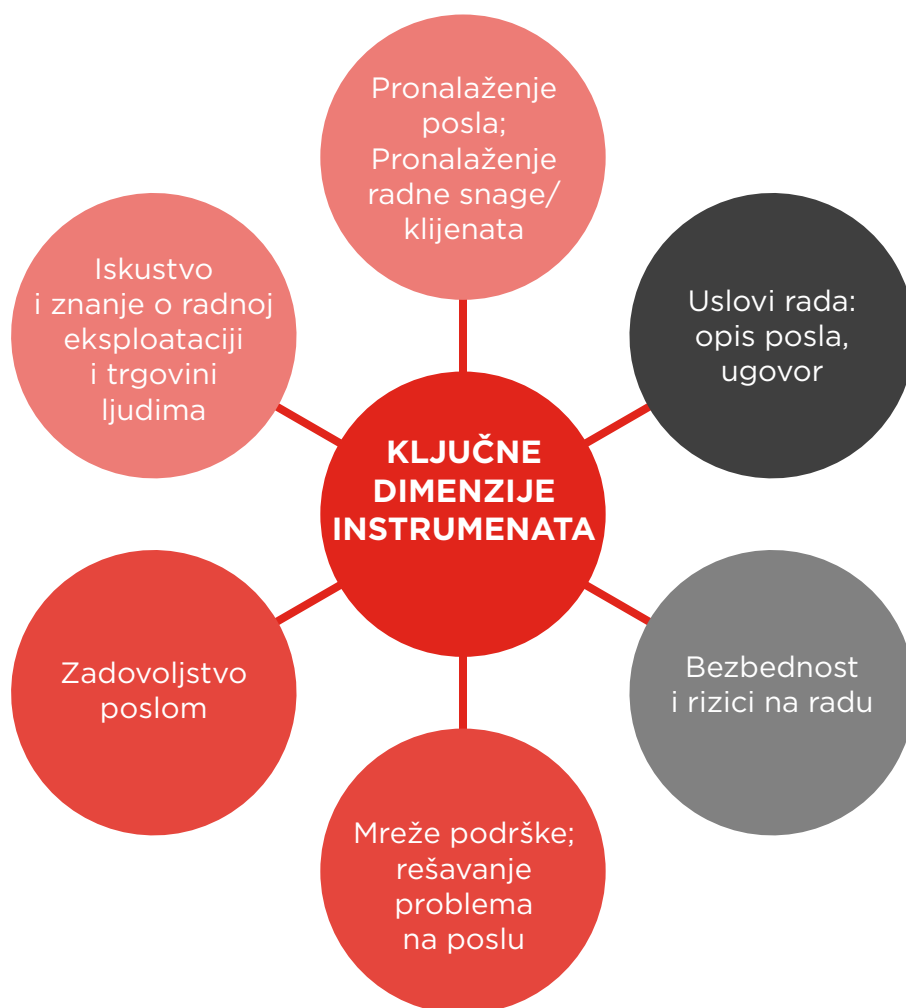 Pronalaženje
posla;
Pronalaženje
radne snage/
klijenata
Uslovi rada:
opis posla,
ugovor
Bezbednost
i rizici na radu
Mreže podrške;
rešavanje
problema
na poslu
Zadovoljstvo
poslom
Iskustvo
i znanje o radnoj
eksploataciji
i trgovini
ljudima
KLJUČNE
DIMENZIJE
INSTRUMENATA